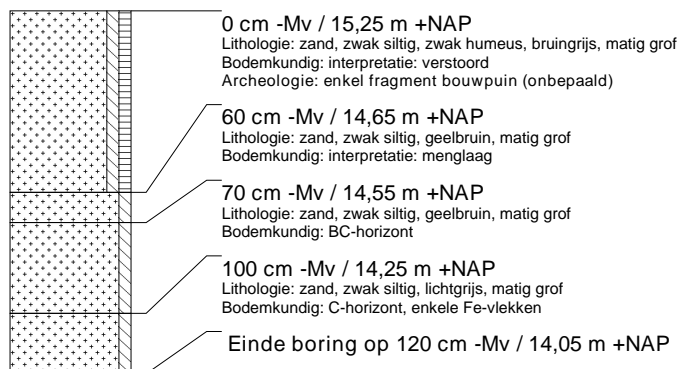 0 cm -Mv / 15,25 m +NAP
Lithologie: zand, zwak siltig, zwak humeus, bruingrijs, matig grof
Bodemkundig: interpretatie: verstoord
Archeologie: enkel fragment bouwpuin (onbepaald)
60 cm -Mv / 14,65 m +NAP
Lithologie: zand, zwak siltig, geelbruin, matig grof
Bodemkundig: interpretatie: menglaag
70 cm -Mv / 14,55 m +NAP
Lithologie: zand, zwak siltig, geelbruin, matig grof
Bodemkundig: BC-horizont
100 cm -Mv / 14,25 m +NAP
Lithologie: zand, zwak siltig, lichtgrijs, matig grof
Bodemkundig: C-horizont, enkele Fe-vlekken
Einde boring op 120 cm -Mv / 14,05 m +NAP